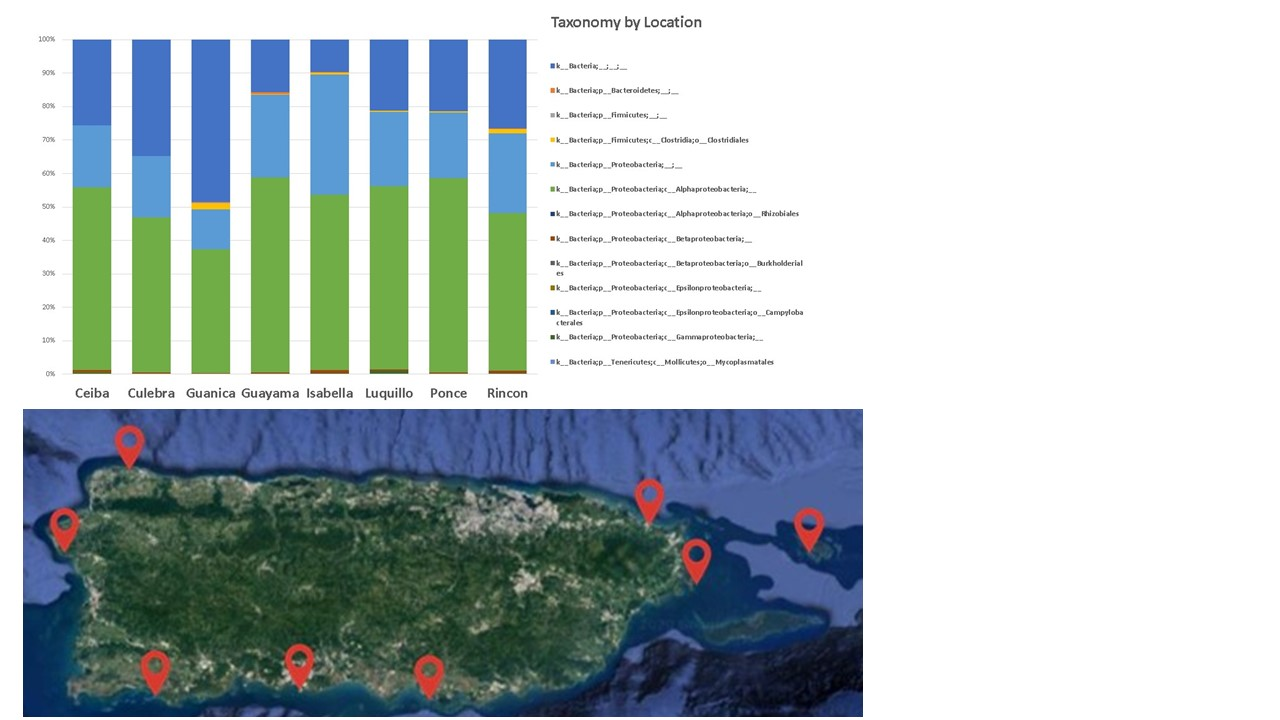 Taxonomy by Location
100%
90%
80%
70%
60%
50%
40%
30%
20%
10%
0%
Ceiba Culebra Guanica Guayama Isabella Luquillo Ponce Rincon
k__Bacteria;__;__;__
k__Bacteria;p__Bacteroidetes;__;__
k__Bacteria;p__Firmicutes;__;__
k__Bacteria;p__Firmicutes;c__Clostridia;o__Clostridiales
k__Bacteria;p__Proteobacteria;__;__
k__Bacteria;p__Proteobacteria;c__Alphaproteobacteria;__
k__Bacteria;p__Proteobacteria;c__Alphaproteobacteria;o__Rhizobiales
k__Bacteria;p__Proteobacteria;c__Betaproteobacteria;__
k__Bacteria;p__Proteobacteria;c__Betaproteobacteria;o__Burkholderial
es
k__Bacteria;p__Proteobacteria;c__Epsilonproteobacteria;__
k__Bacteria;p__Proteobacteria;c__Epsilonproteobacteria;o__Campyloba
cterales
k__Bacteria;p__Proteobacteria;c__Gammaproteobacteria;__
k__Bacteria;p__Tenericutes;c__Mollicutes;o__Mycoplasmatales